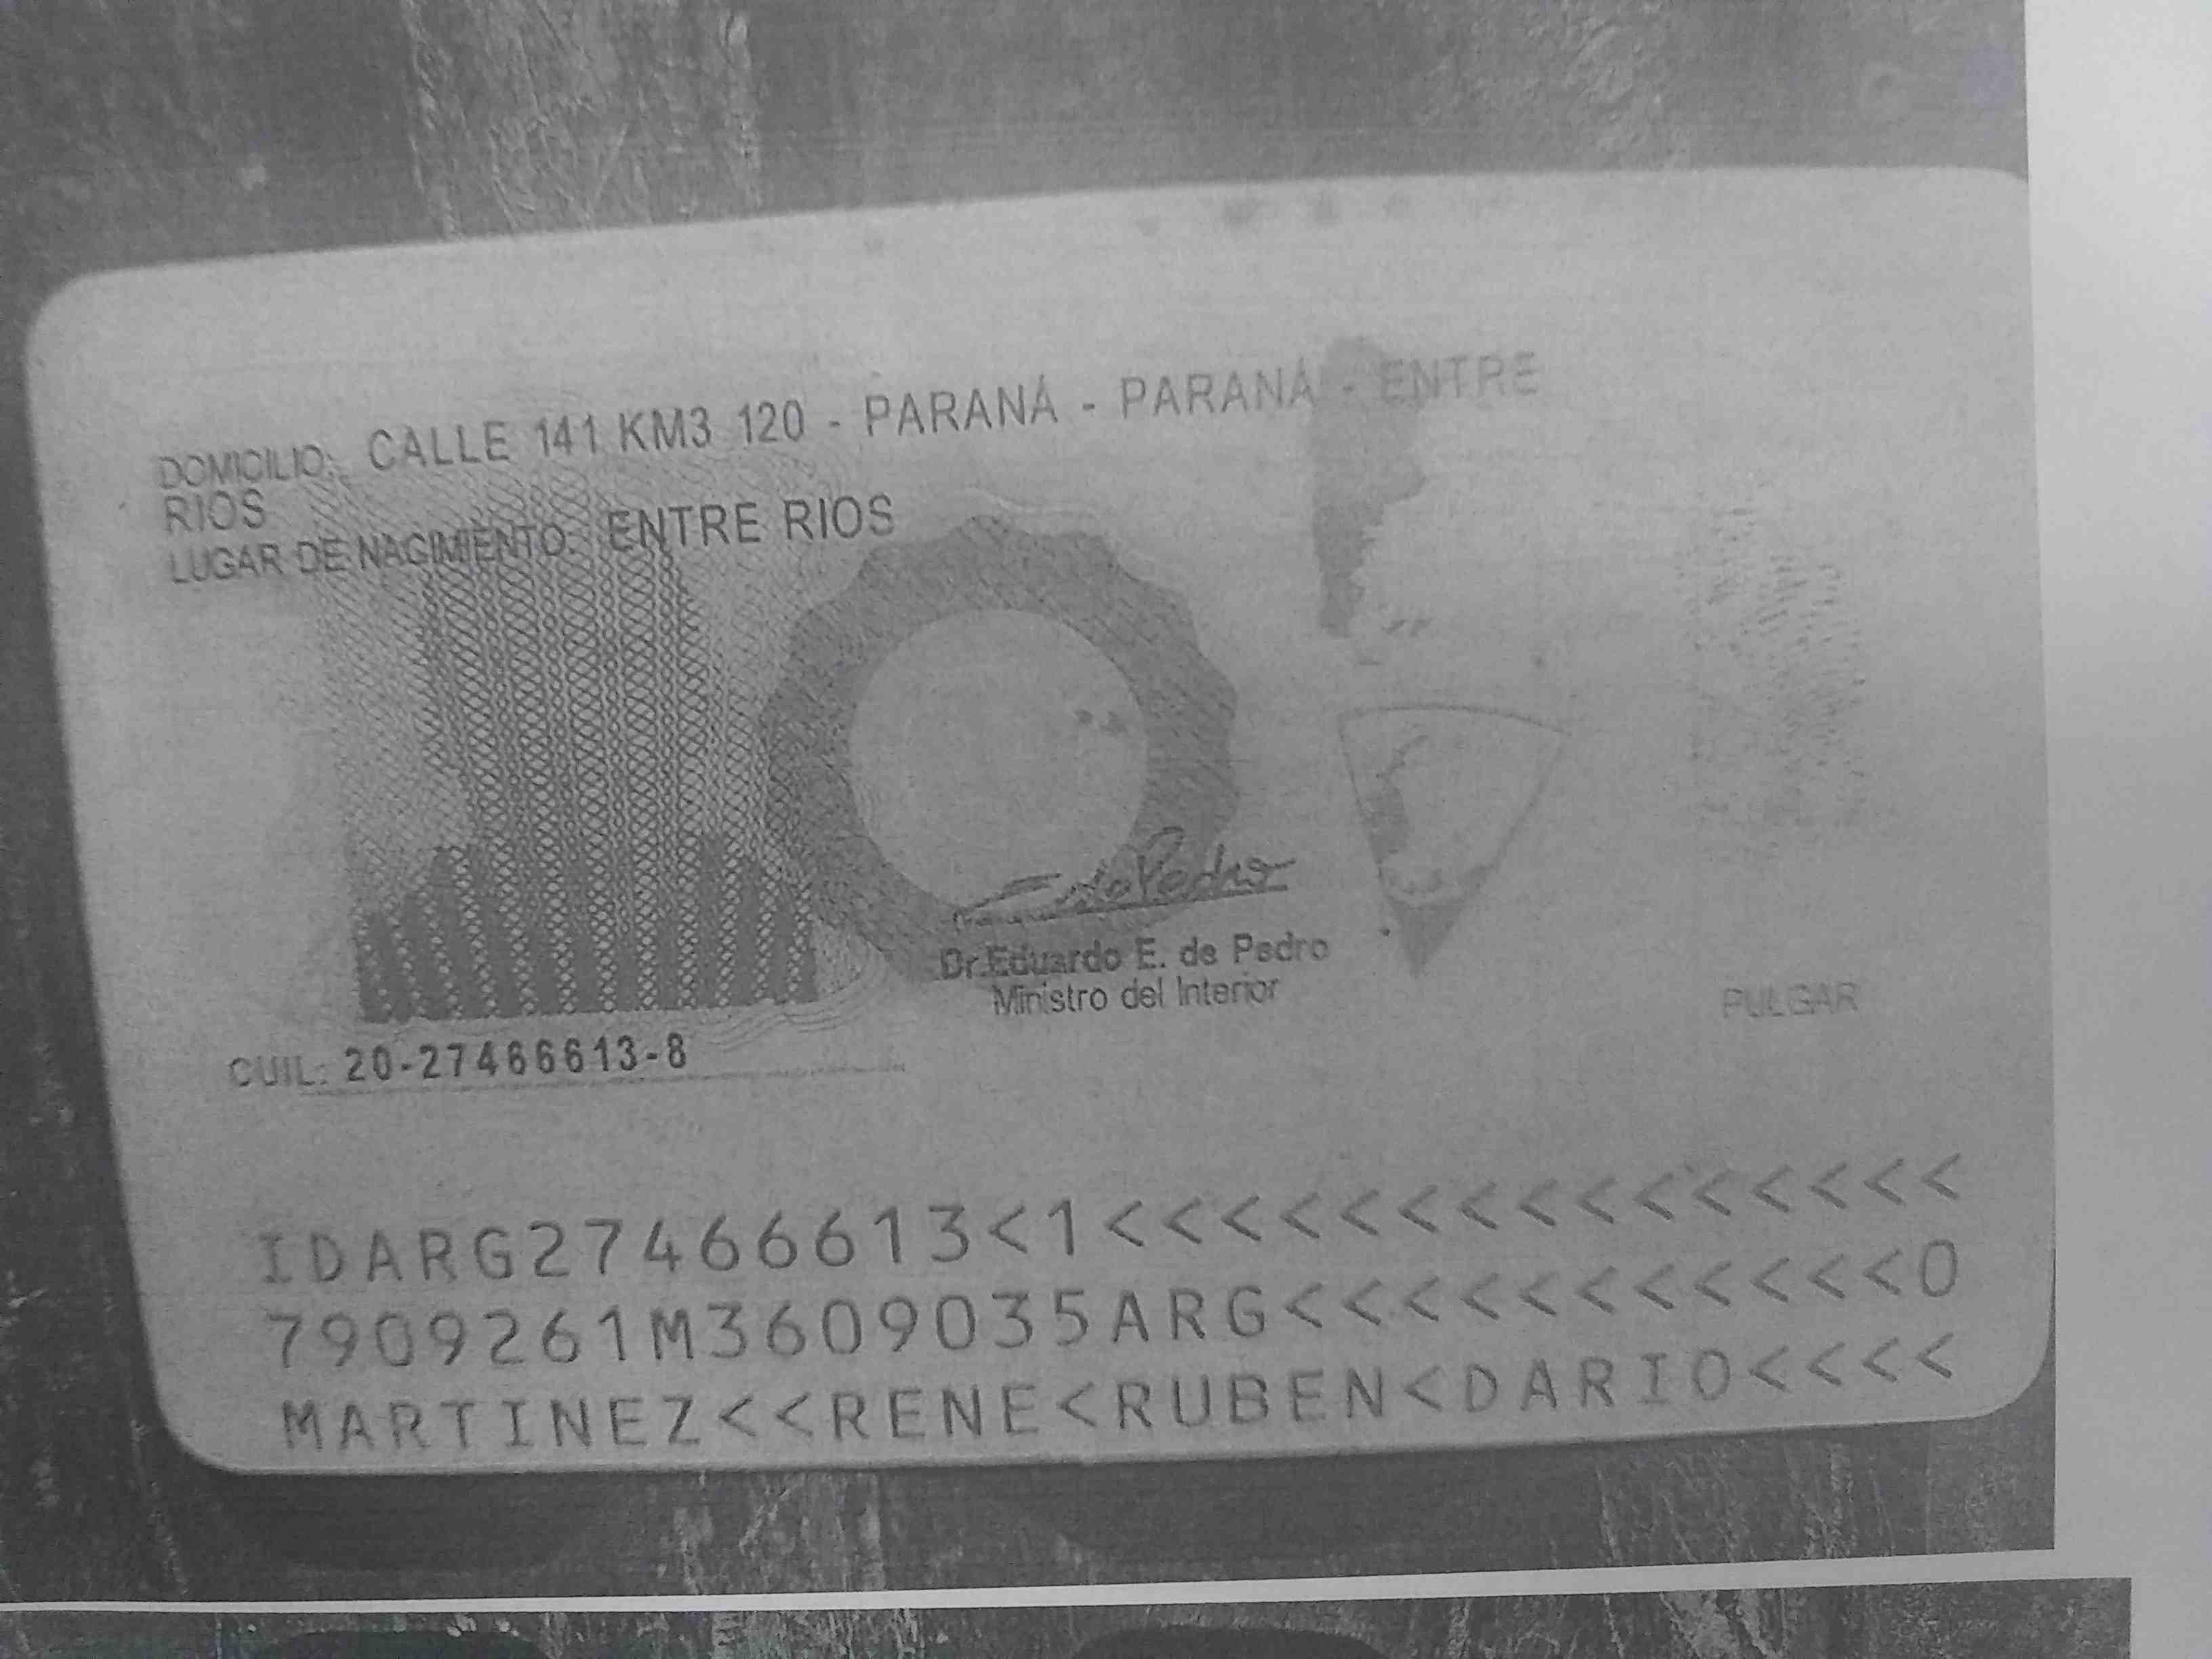 DOMICILIO: CALLE 141 KM3 120 - PARANÁ - PARANÁ - ENTRE
RIOS
LUGAR DE NACIMIENTO: ENTRE RIOS
Dr. Eduardo E. de Pedro
Ministro del Interior
PULGAR
CUIL: 20-27466613-8
IDARG27466613<1<<<<<<<<<<<<<<<
7909261M3609035ARG<<<<<<<<<<<0
MARTINEZ<<RENE<RUBEN<DARIO<<<<